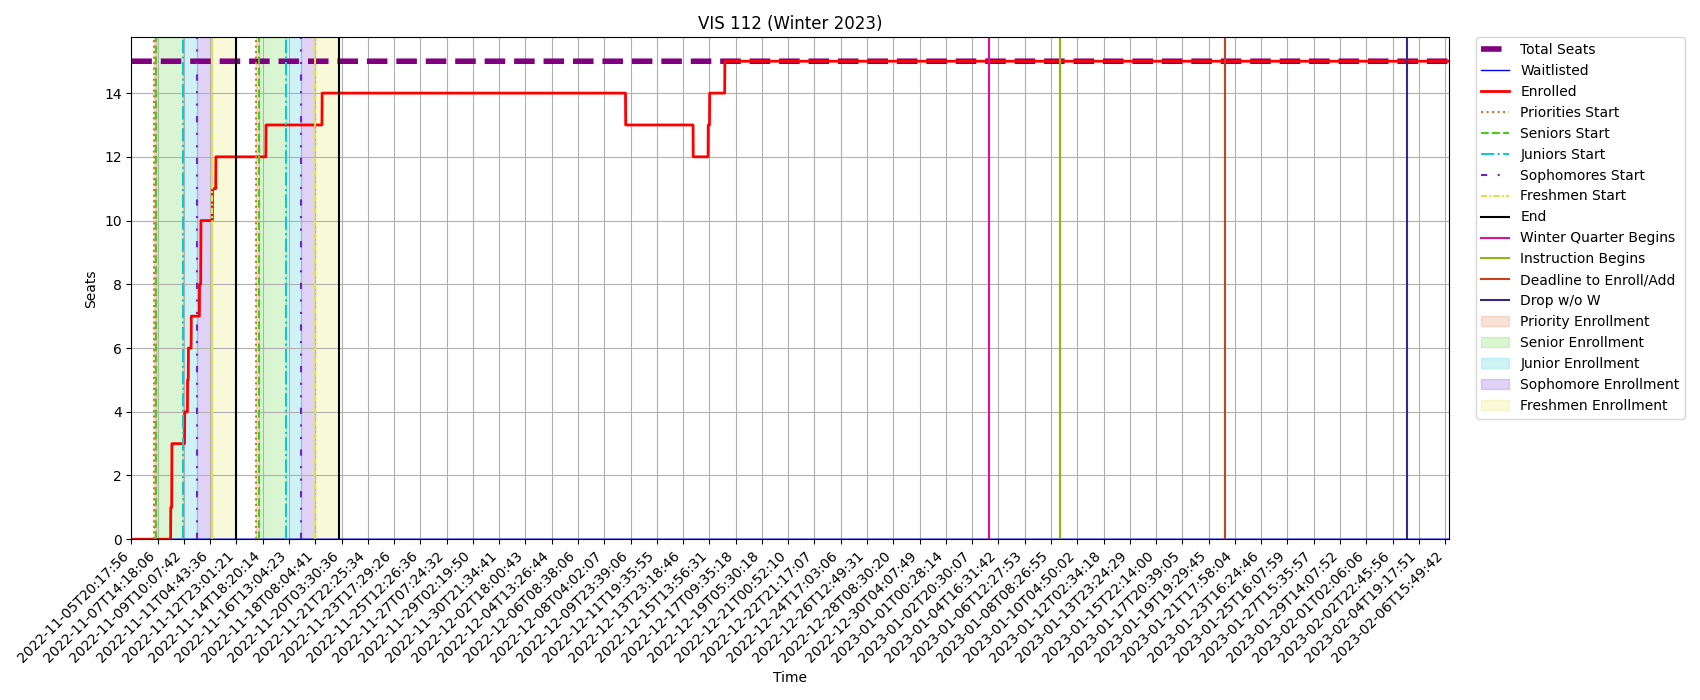 VIS 112 (Winter 2023)
Seats
14
12
10
8
6
4
2
0
2022-11-05T20:17:56
2022-11-07T14:18:06
2022-11-09T10:07:42
2022-11-11T04:43:36
2022-11-12T23:01:21
2022-11-14T18:20:14
2022-11-16T13:04:23
2022-11-18T08:04:41
2022-11-20T03:30:36
2022-11-21T22:25:34
2022-11-23T17:29:26
2022-11-25T12:26:36
2022-11-27T07:24:32
2022-11-29T02:19:50
2022-11-30T21:34:41
2022-12-02T18:00:43
2022-12-04T13:26:44
2022-12-06T08:38:06
2022-12-08T04:02:07
2022-12-09T23:39:06
2022-12-11T19:35:55
2022-12-13T23:18:46
2022-12-15T13:56:31
2022-12-17T09:35:18
2022-12-19T05:30:18
2022-12-21T00:52:10
2022-12-22T21:17:07
2022-12-24T17:03:06
2022-12-26T12:49:31
2022-12-28T08:30:20
2022-12-30T04:07:49
2023-01-01T00:28:14
2023-01-02T20:30:07
2023-01-04T16:31:42
2023-01-06T12:27:53
2023-01-08T08:26:55
2023-01-10T04:50:02
2023-01-12T02:34:18
2023-01-13T23:24:29
2023-01-15T22:14:00
2023-01-17T20:39:05
2023-01-19T19:29:45
2023-01-21T17:58:04
2023-01-23T16:24:46
2023-01-25T16:07:59
2023-01-27T15:35:57
2023-01-29T14:07:52
2023-02-01T02:06:06
2023-02-02T22:45:56
2023-02-04T19:17:51
2023-02-06T15:49:42
Time
Total Seats
Waitlisted
Enrolled
Priorities Start
Seniors Start
Juniors Start
Sophomores Start
Freshmen Start
End
Winter Quarter Begins
Instruction Begins
Deadline to Enroll/Add
Drop w/o W
Priority Enrollment
Senior Enrollment
Junior Enrollment
Sophomore Enrollment
Freshmen Enrollment